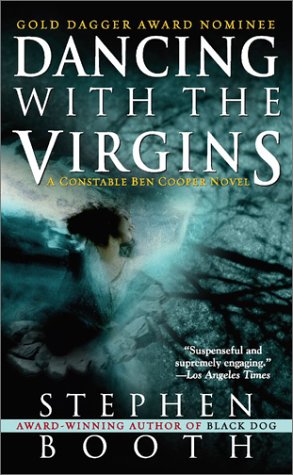 GOLD DAGGER AWARD NOMINEE
DANCING
WITH THE
VIRGINS
A CONSTABLE BEN COOPER NOVEL
“Suspenseful and
supremely engaging.”
—Los Angeles Times
STEPHEN
AWARD-WINNING AUTHOR OF BLACK DOG
BOOTH